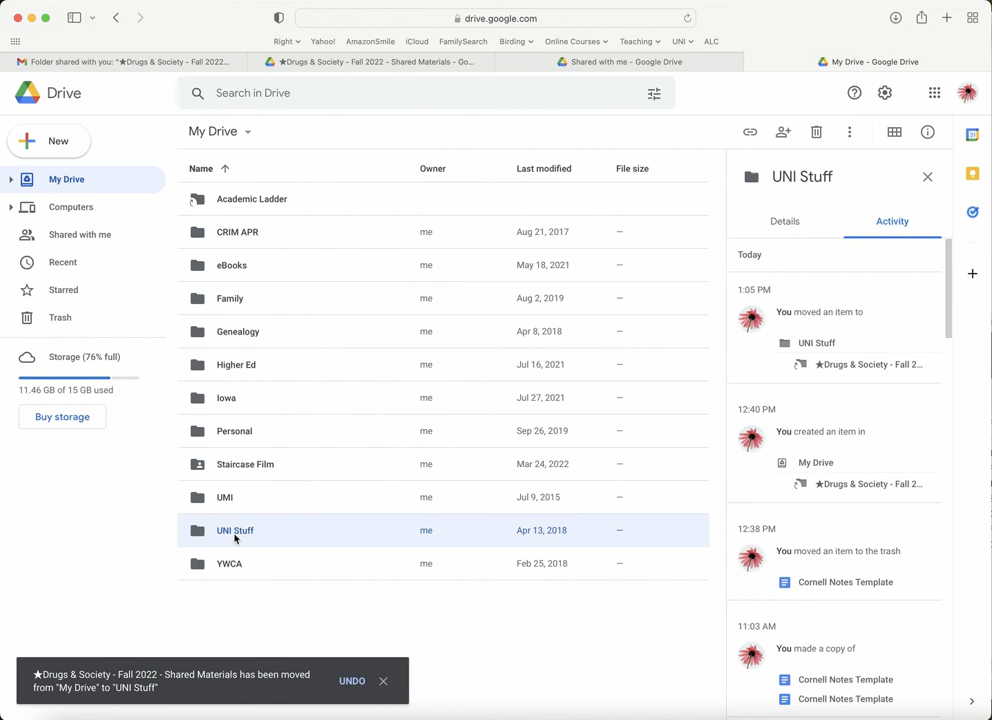 drive.google.com
Right Yahoo! AmazonSmile iCloud FamilySearch Birding Online Courses Teaching UNI ALC
Folder shared with you: "★Drugs & Society - Fall 2022...
★Drugs & Society - Fall 2022 - Shared Materials - Go...
Shared with me - Google Drive
My Drive - Google Drive
Drive
Search in Drive
New
My Drive
Computers
Shared with me
Recent
Starred
Trash
Storage (76% full)
11.46 GB of 15 GB used
Buy storage
My Drive
Name Owner Last modified File size
Academic Ladder
CRIM APR me Aug 21, 2017 —
eBooks me May 18, 2021 —
Family me Aug 2, 2019 —
Genealogy me Apr 8, 2018 —
Higher Ed me Jul 16, 2021 —
Iowa me Jul 27, 2021 —
Personal me Sep 26, 2019 —
Staircase Film me Mar 24, 2022 —
UMI me Jul 9, 2015 —
UNI Stuff me Apr 13, 2018 —
YWCA me Feb 25, 2018 —
UNI Stuff
Details Activity
Today
1:05 PM
You moved an item to
UNI Stuff
★Drugs & Society - Fall 2...
12:40 PM
You created an item in
My Drive
★Drugs & Society - Fall 2...
12:38 PM
You moved an item to the trash
Cornell Notes Template
11:03 AM
You made a copy of
Cornell Notes Template
Cornell Notes Template
★Drugs & Society - Fall 2022 - Shared Materials has been moved
from "My Drive" to "UNI Stuff"
UNDO